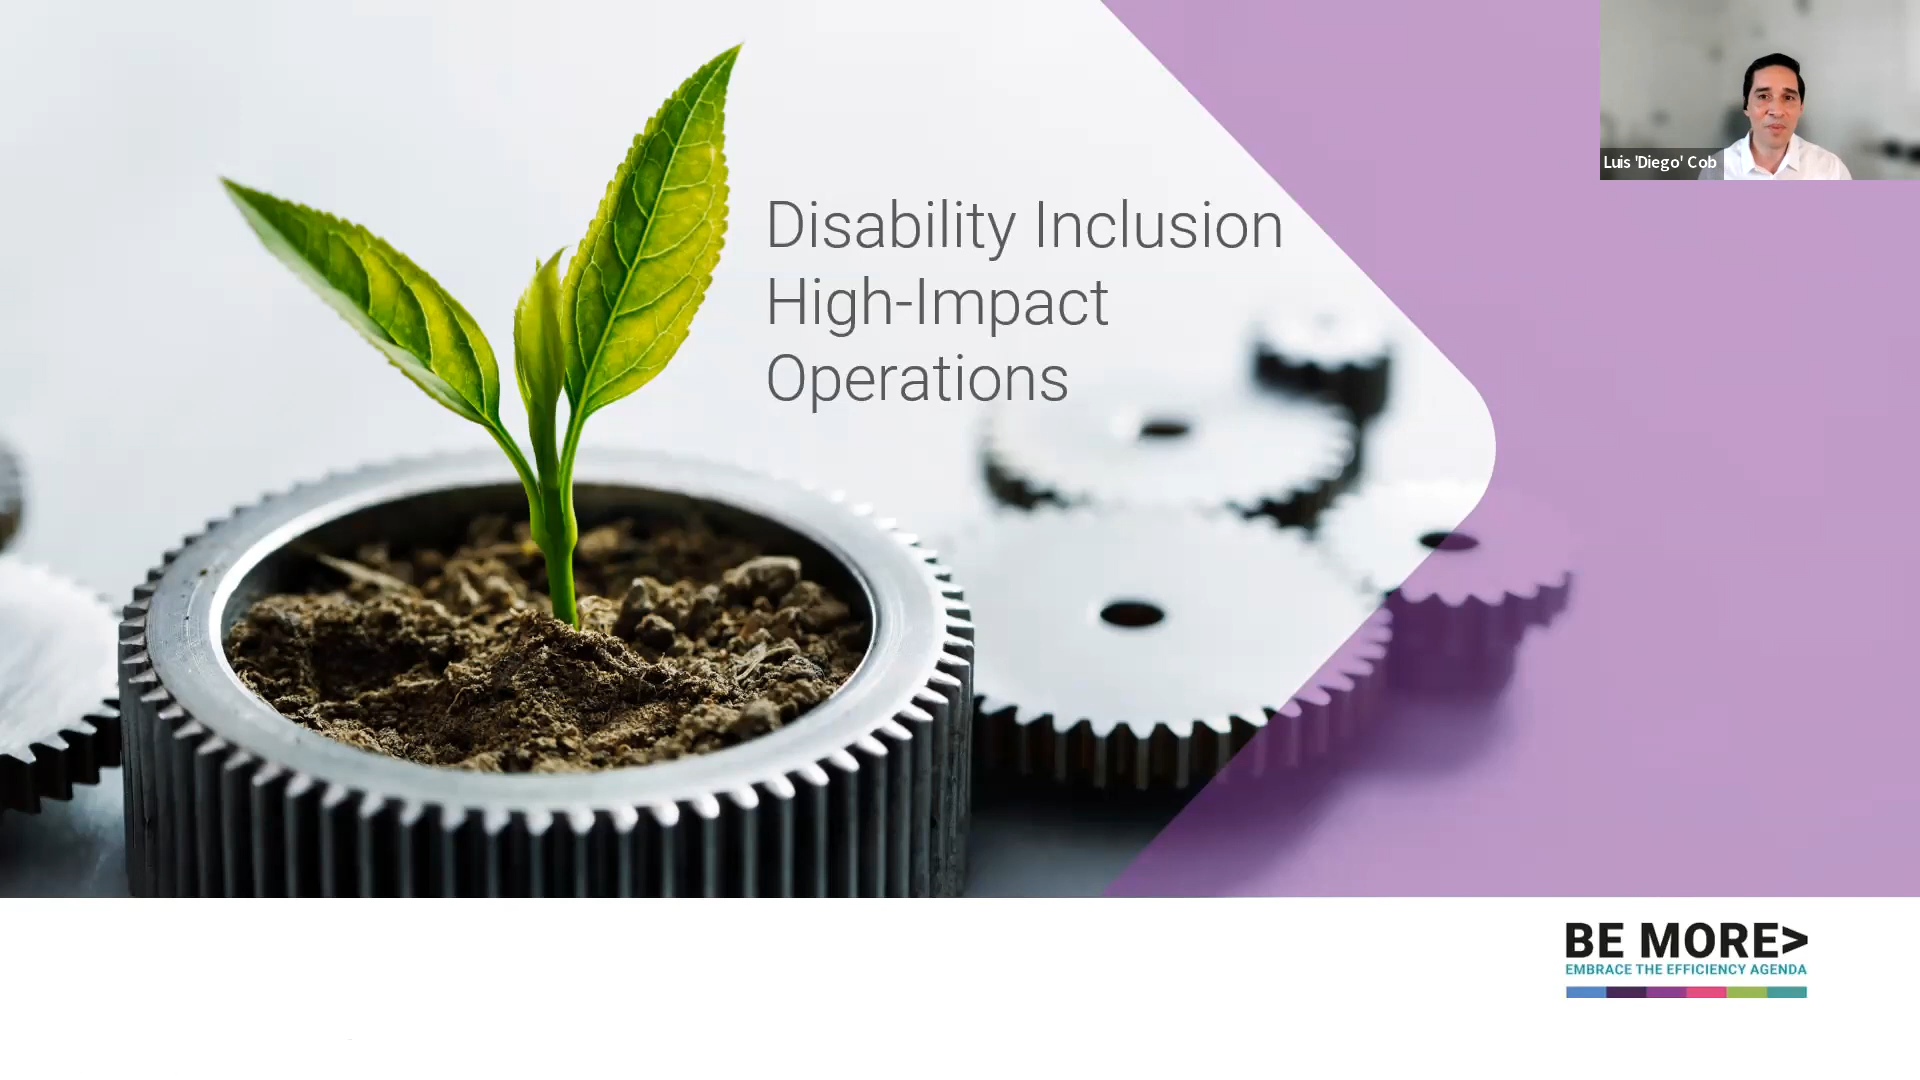 Disability Inclusion
High-Impact
Operations
Luis 'Diego' Cob
BE MORE>
EMBRACE THE EFFICIENCY AGENDA